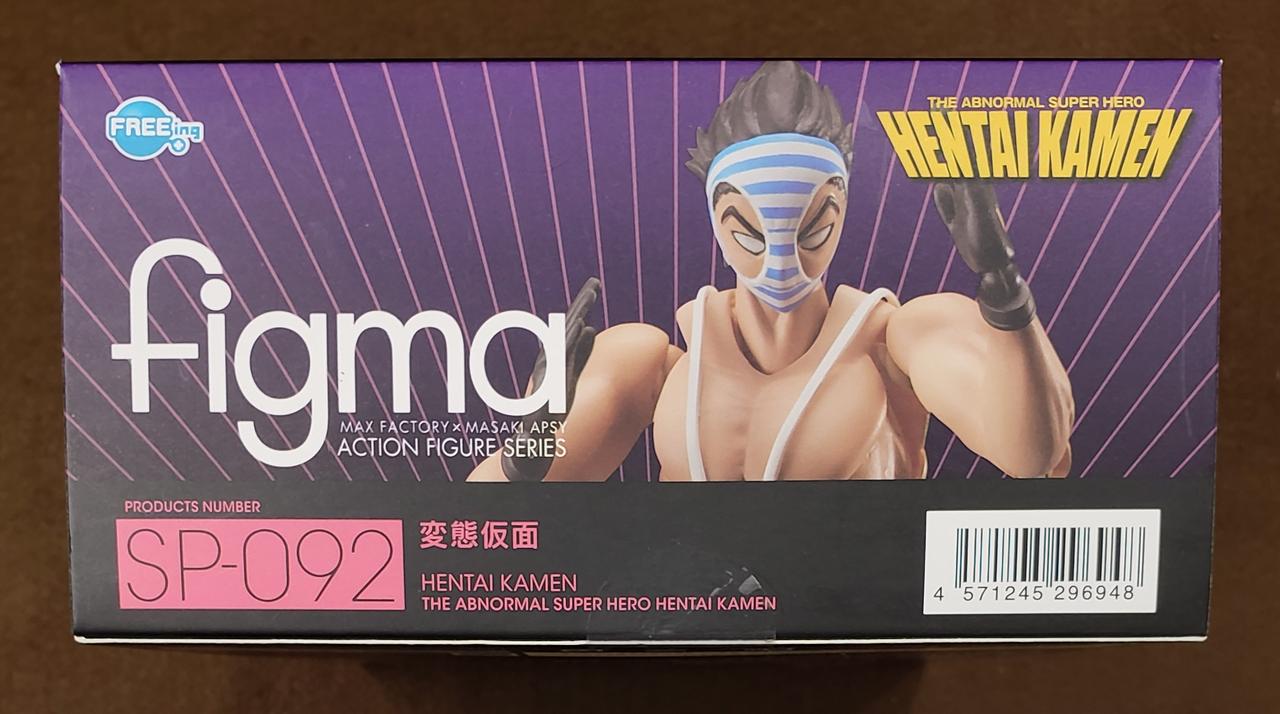 FREEing
THE ABNORMAL SUPER HERO
HENTAI KAMEN
figma
MAX FACTORY × MASAKI APSY
ACTION FIGURE SERIES
PRODUCTS NUMBER
SP-092
変態仮面
HENTAI KAMEN
THE ABNORMAL SUPER HERO HENTAI KAMEN
4 571245 296948